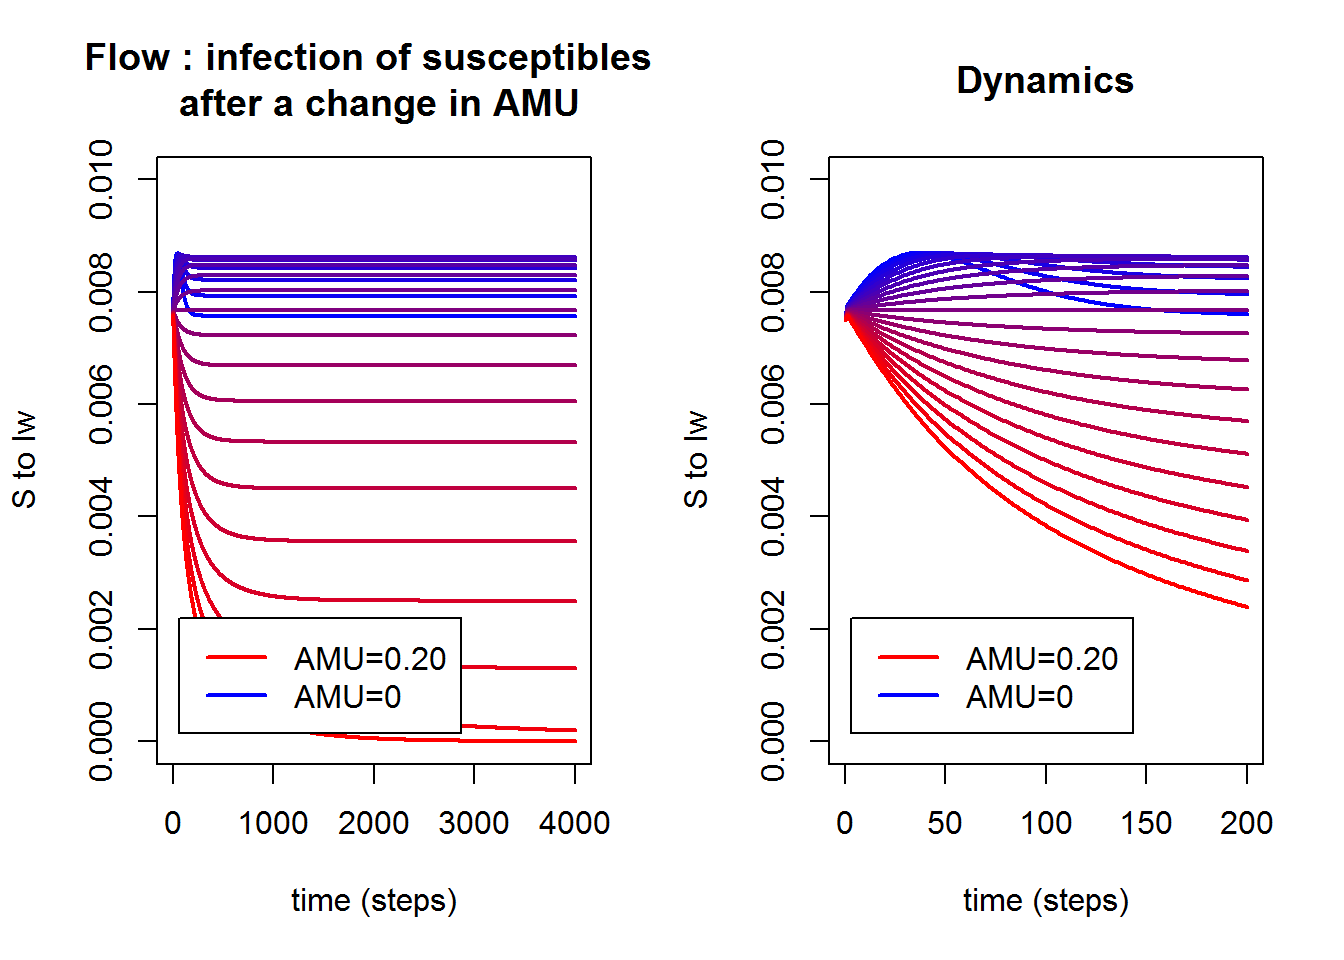 Flow : infection of susceptibles
after a change in AMU
S to Iw
0.000
0.002
0.004
0.006
0.008
0.010
AMU=0.20
AMU=0
0
1000
2000
3000
4000
time (steps)
Dynamics
S to Iw
0.000
0.002
0.004
0.006
0.008
0.010
AMU=0.20
AMU=0
0
50
100
150
200
time (steps)